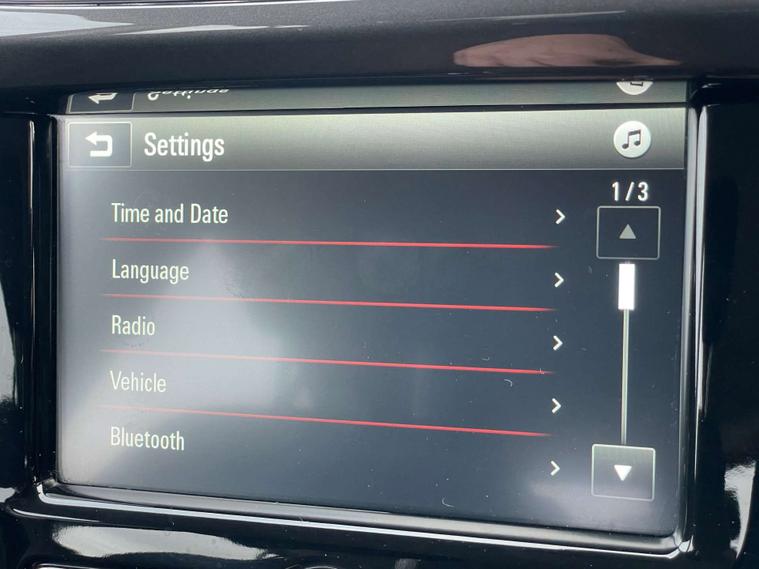 Settings
1/3
Time and Date
Language
Radio
Vehicle
Bluetooth